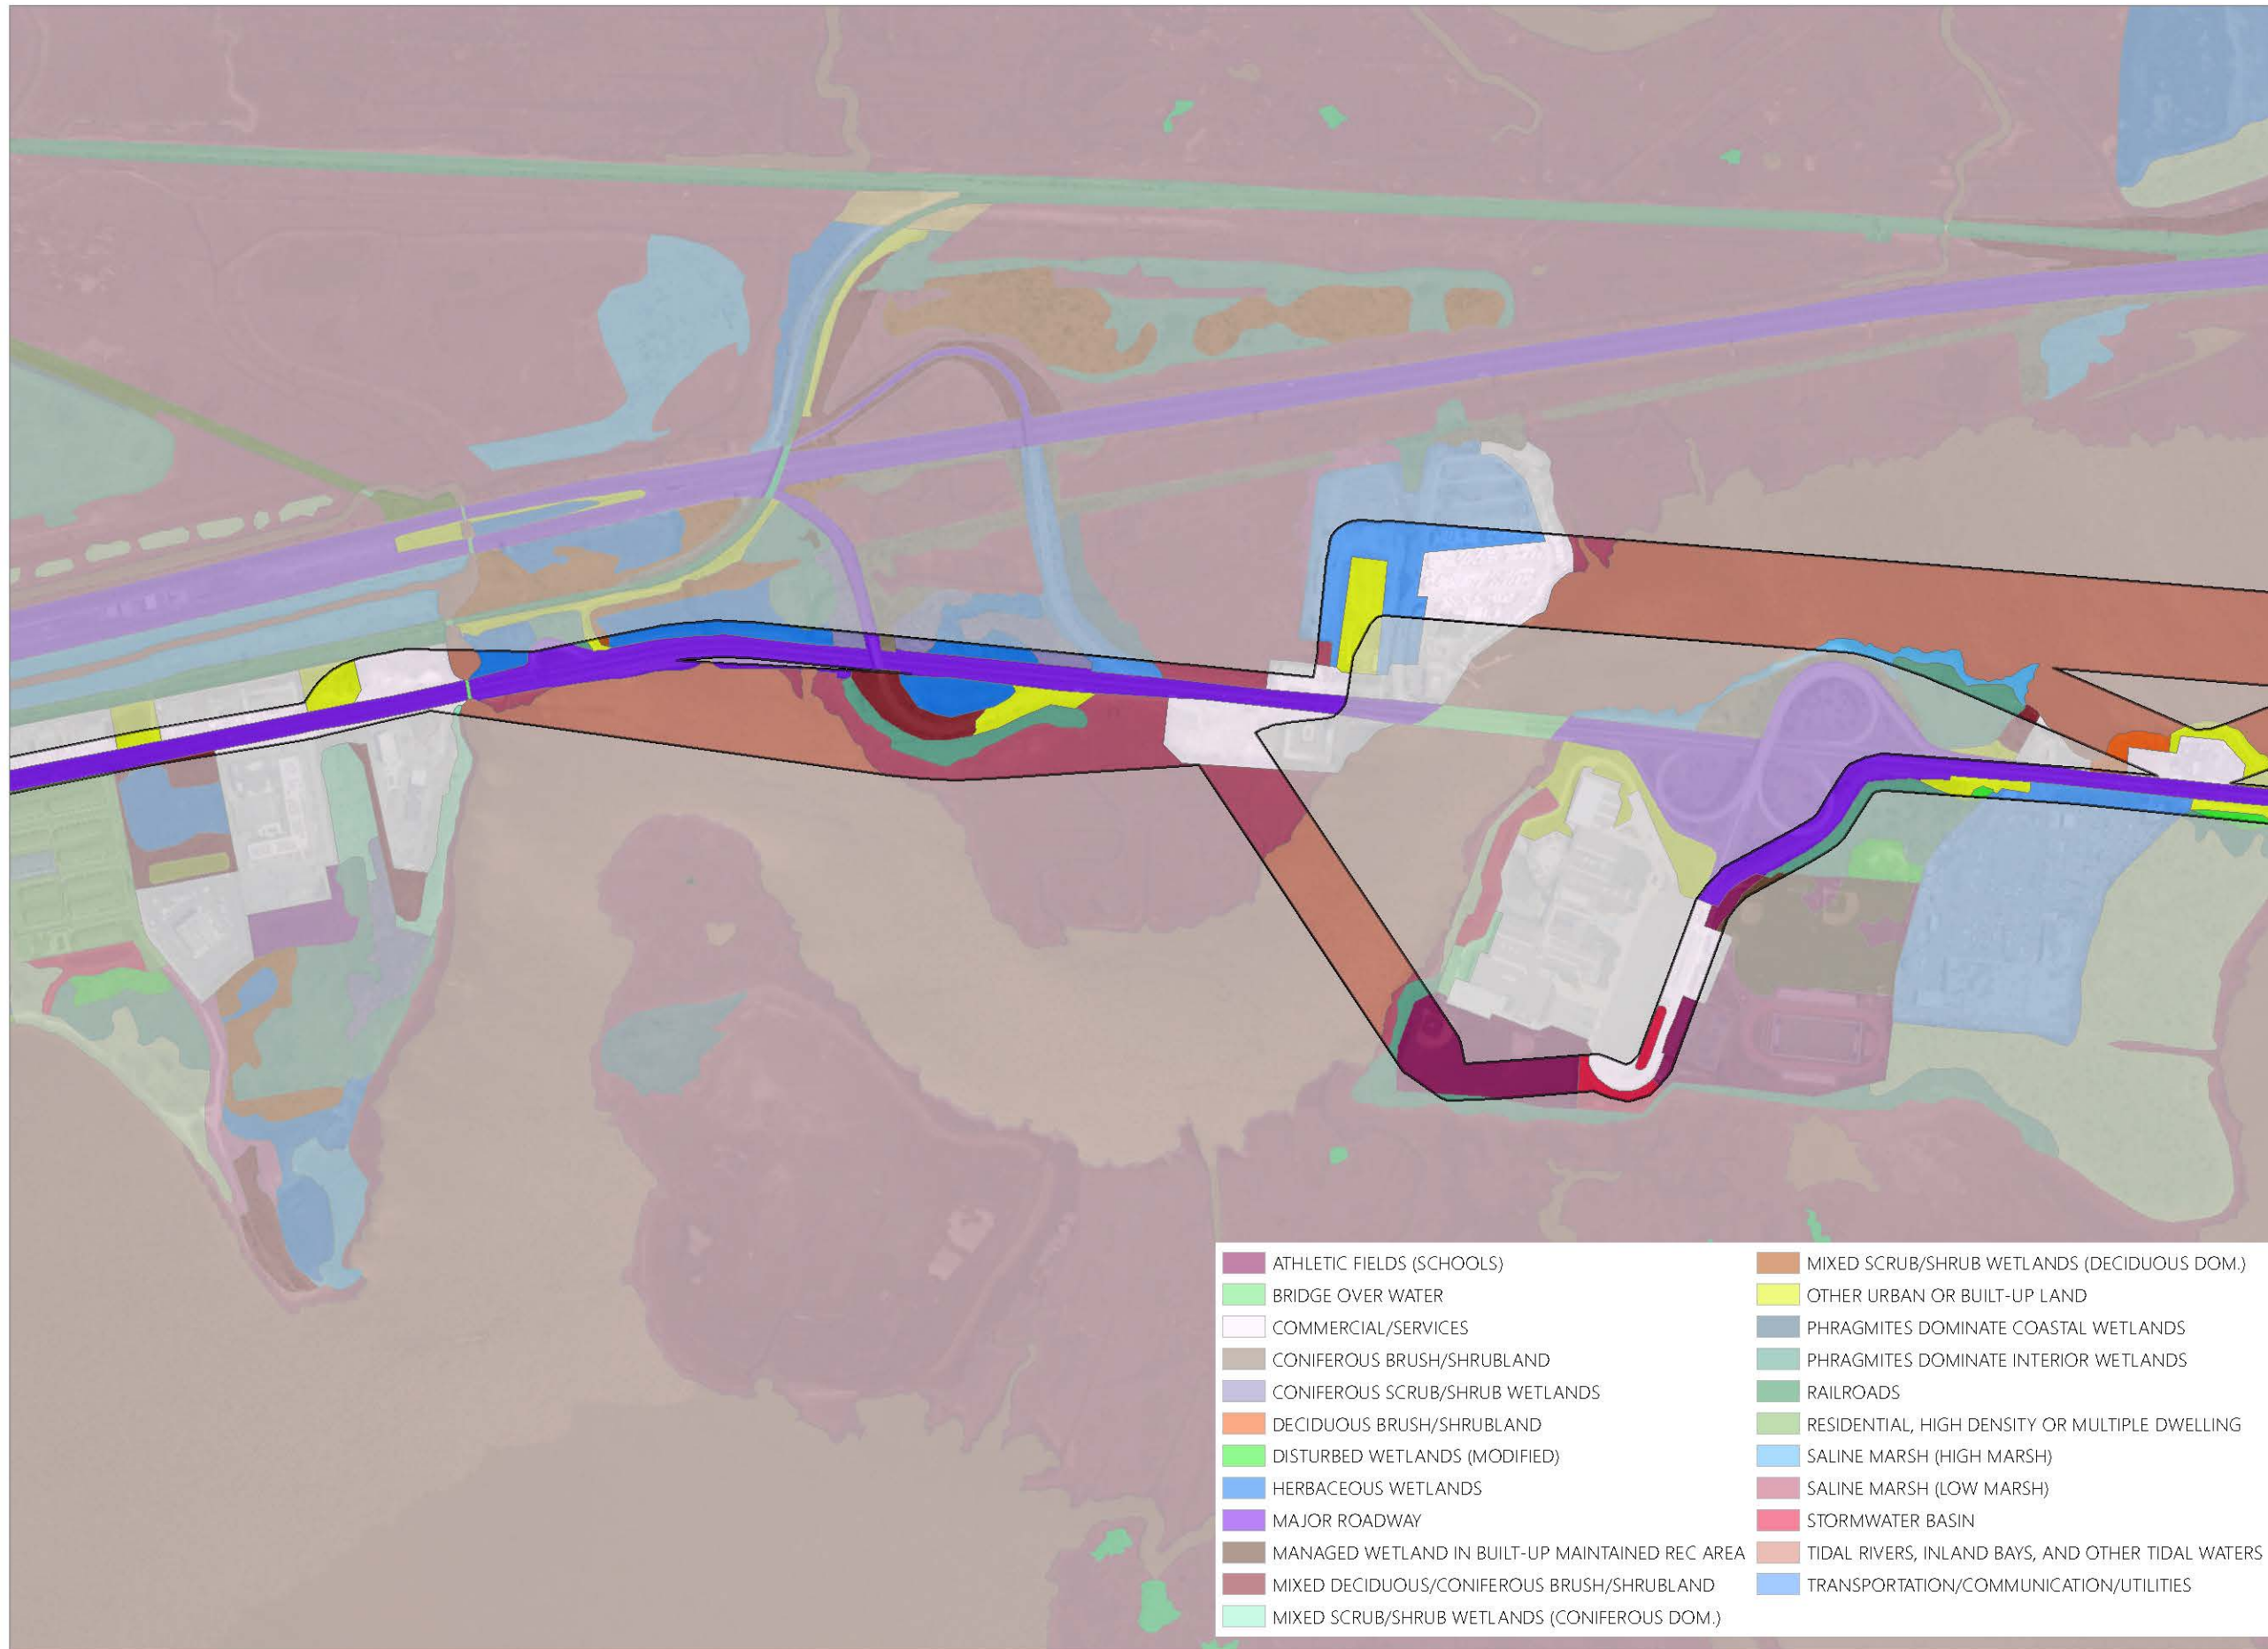 ATHLETIC FIELDS (SCHOOLS)
BRIDGE OVER WATER
COMMERCIAL/SERVICES
CONIFEROUS BRUSH/SHRUBLAND
CONIFEROUS SCRUB/SHRUB WETLANDS
DECIDUOUS BRUSH/SHRUBLAND
DISTURBED WETLANDS (MODIFIED)
HERBACEOUS WETLANDS
MAJOR ROADWAY
MANAGED WETLAND IN BUILT-UP MAINTAINED REC AREA
MIXED DECIDUOUS/CONIFEROUS BRUSH/SHRUBLAND
MIXED SCRUB/SHRUB WETLANDS (CONIFEROUS DOM.)
MIXED SCRUB/SHRUB WETLANDS (DECIDUOUS DOM.)
OTHER URBAN OR BUILT-UP LAND
PHRAGMITES DOMINATE COASTAL WETLANDS
PHRAGMITES DOMINATE INTERIOR WETLANDS
RAILROADS
RESIDENTIAL, HIGH DENSITY OR MULTIPLE DWELLING
SALINE MARSH (HIGH MARSH)
SALINE MARSH (LOW MARSH)
STORMWATER BASIN
TIDAL RIVERS, INLAND BAYS, AND OTHER TIDAL WATERS
TRANSPORTATION/COMMUNICATION/UTILITIES